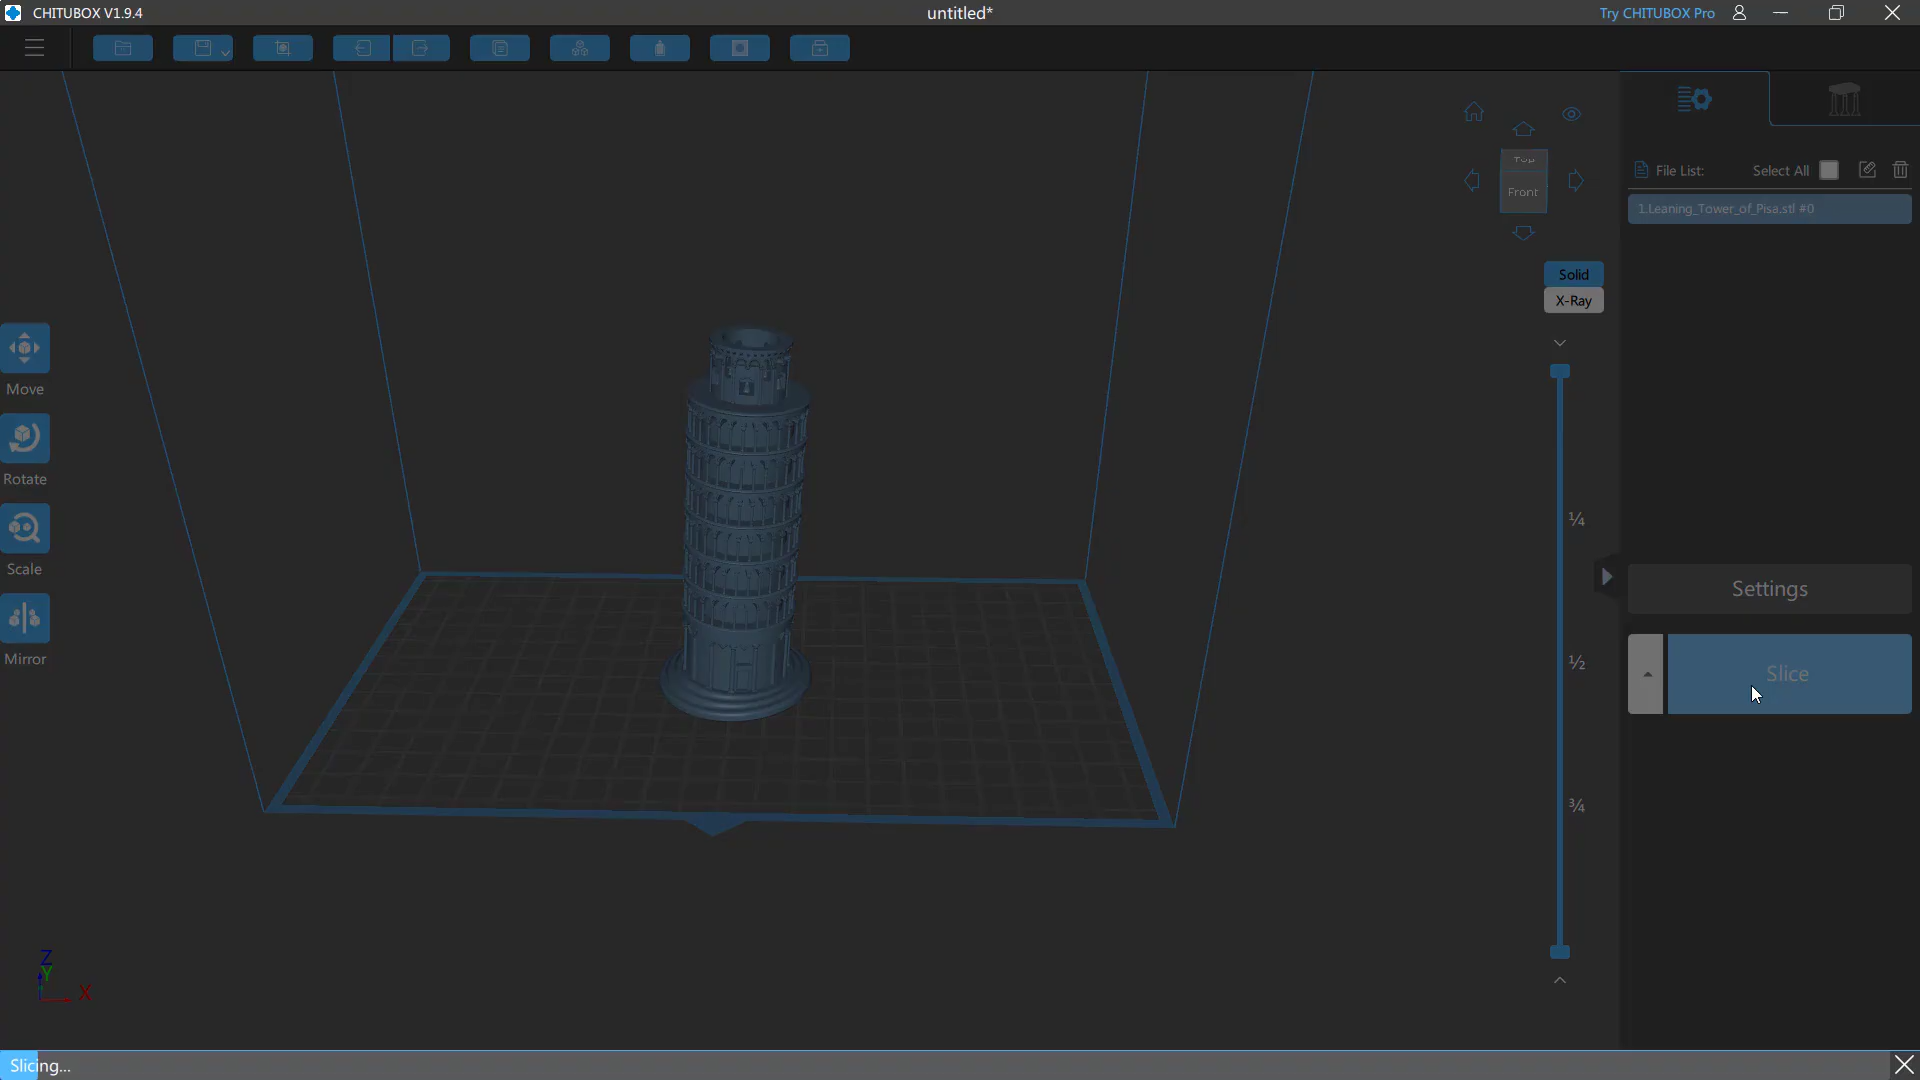 CHITUBOX V1.9.4
untitled*
Try CHITUBOX Pro
File List:
Select All
1.Leaning_Tower_of_Pisa.stl #0
Top
Front
Solid
X-Ray
Move
Rotate
Scale
Mirror
¼
½
¾
Settings
Slice
Z
Y
X
Slicing...